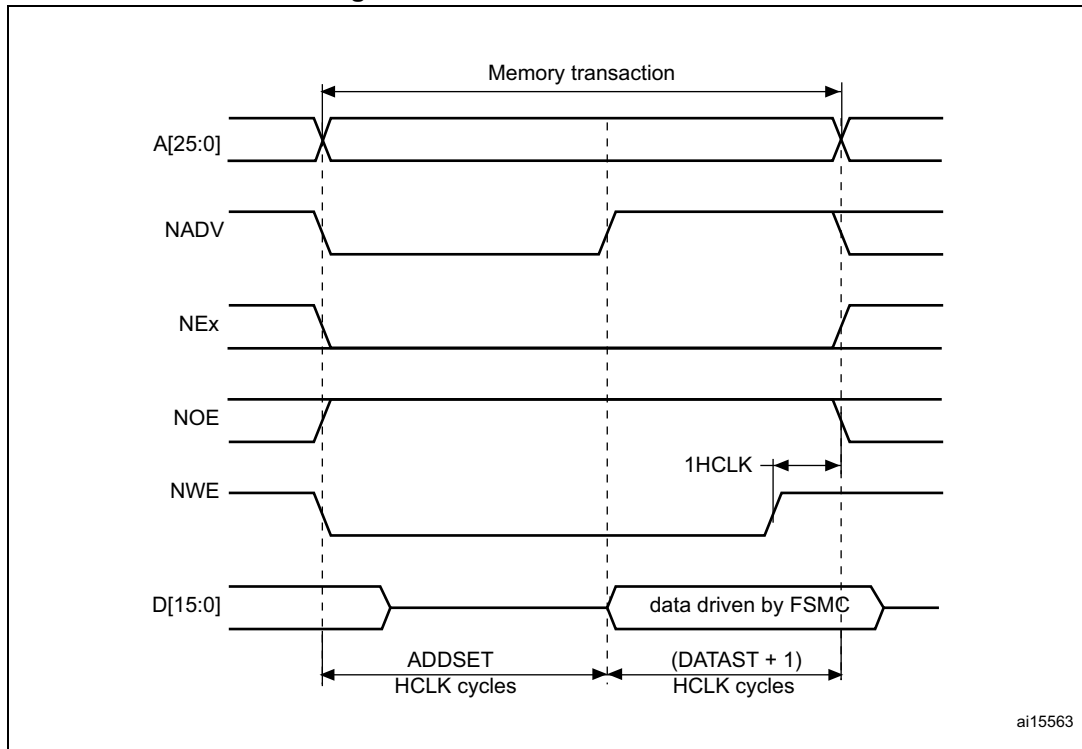 Memory transaction
A[25:0]
NADV
NEx
NOE
1HCLK
NWE
D[15:0]
data driven by FSMC
ADDSET
HCLK cycles
(DATAST + 1)
HCLK cycles
ai15563